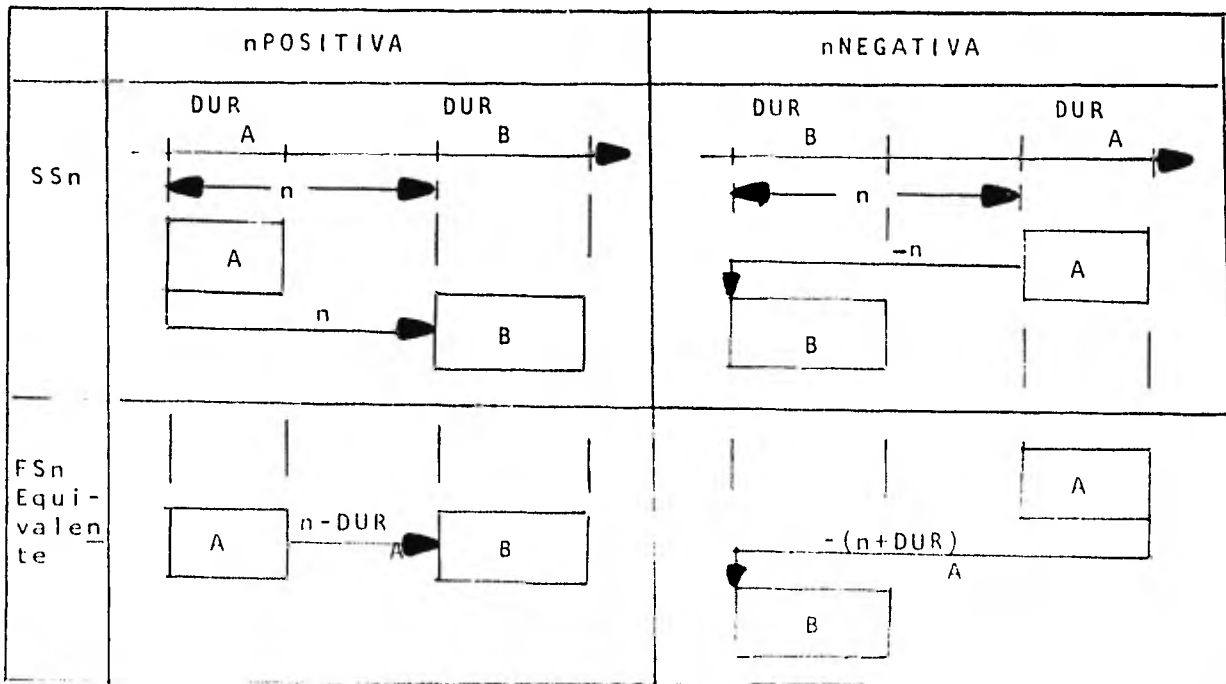 nPOSITIVA
nNEGATIVA
SSn
DUR
A
DUR
B
n
A
n
B
DUR
B
DUR
A
n
-n
A
B
FSn
Equi-
valen
te
A
n-DUR
A
B
A
-(n+DUR)
A
B